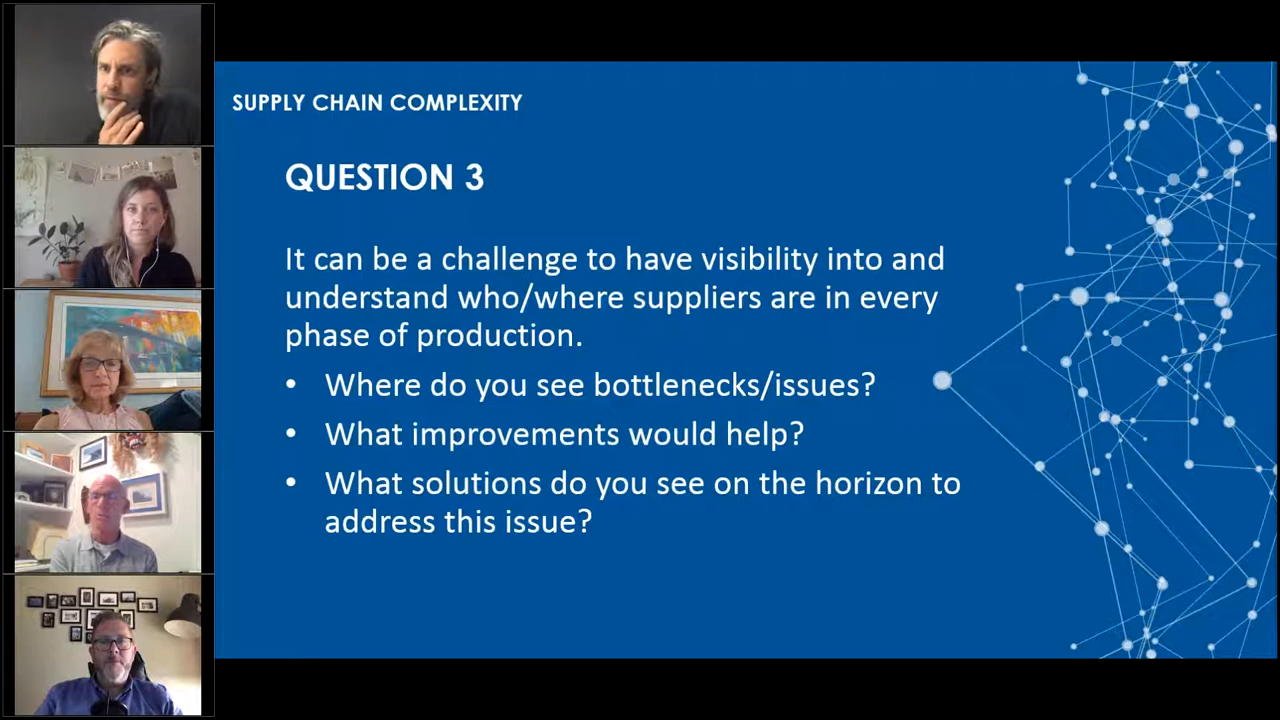 SUPPLY CHAIN COMPLEXITY
QUESTION 3
It can be a challenge to have visibility into and
understand who/where suppliers are in every
phase of production.
• Where do you see bottlenecks/issues?
• What improvements would help?
• What solutions do you see on the horizon to
address this issue?